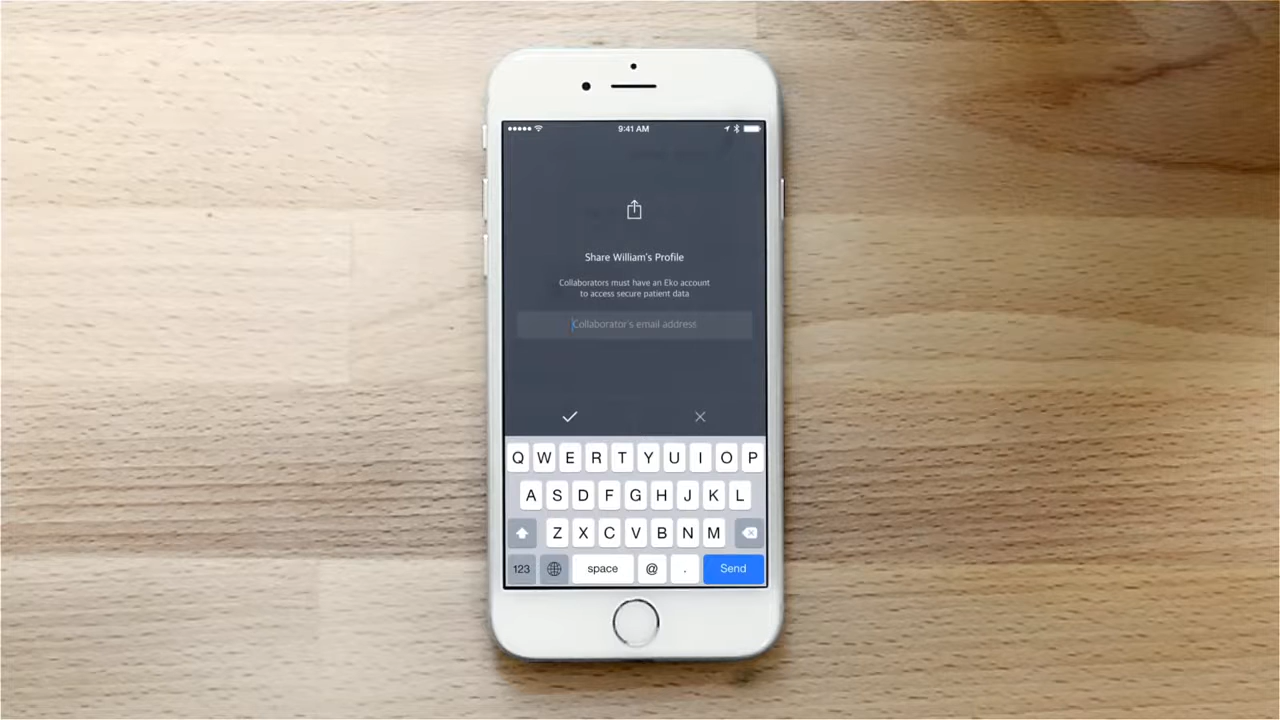 9:41 AM
Share William's Profile
Collaborators must have an Eko account
to access secure patient data
Collaborator's email address
Q W E R T Y U I O P
A S D F G H J K L
Z X C V B N M
123 space @ . Send